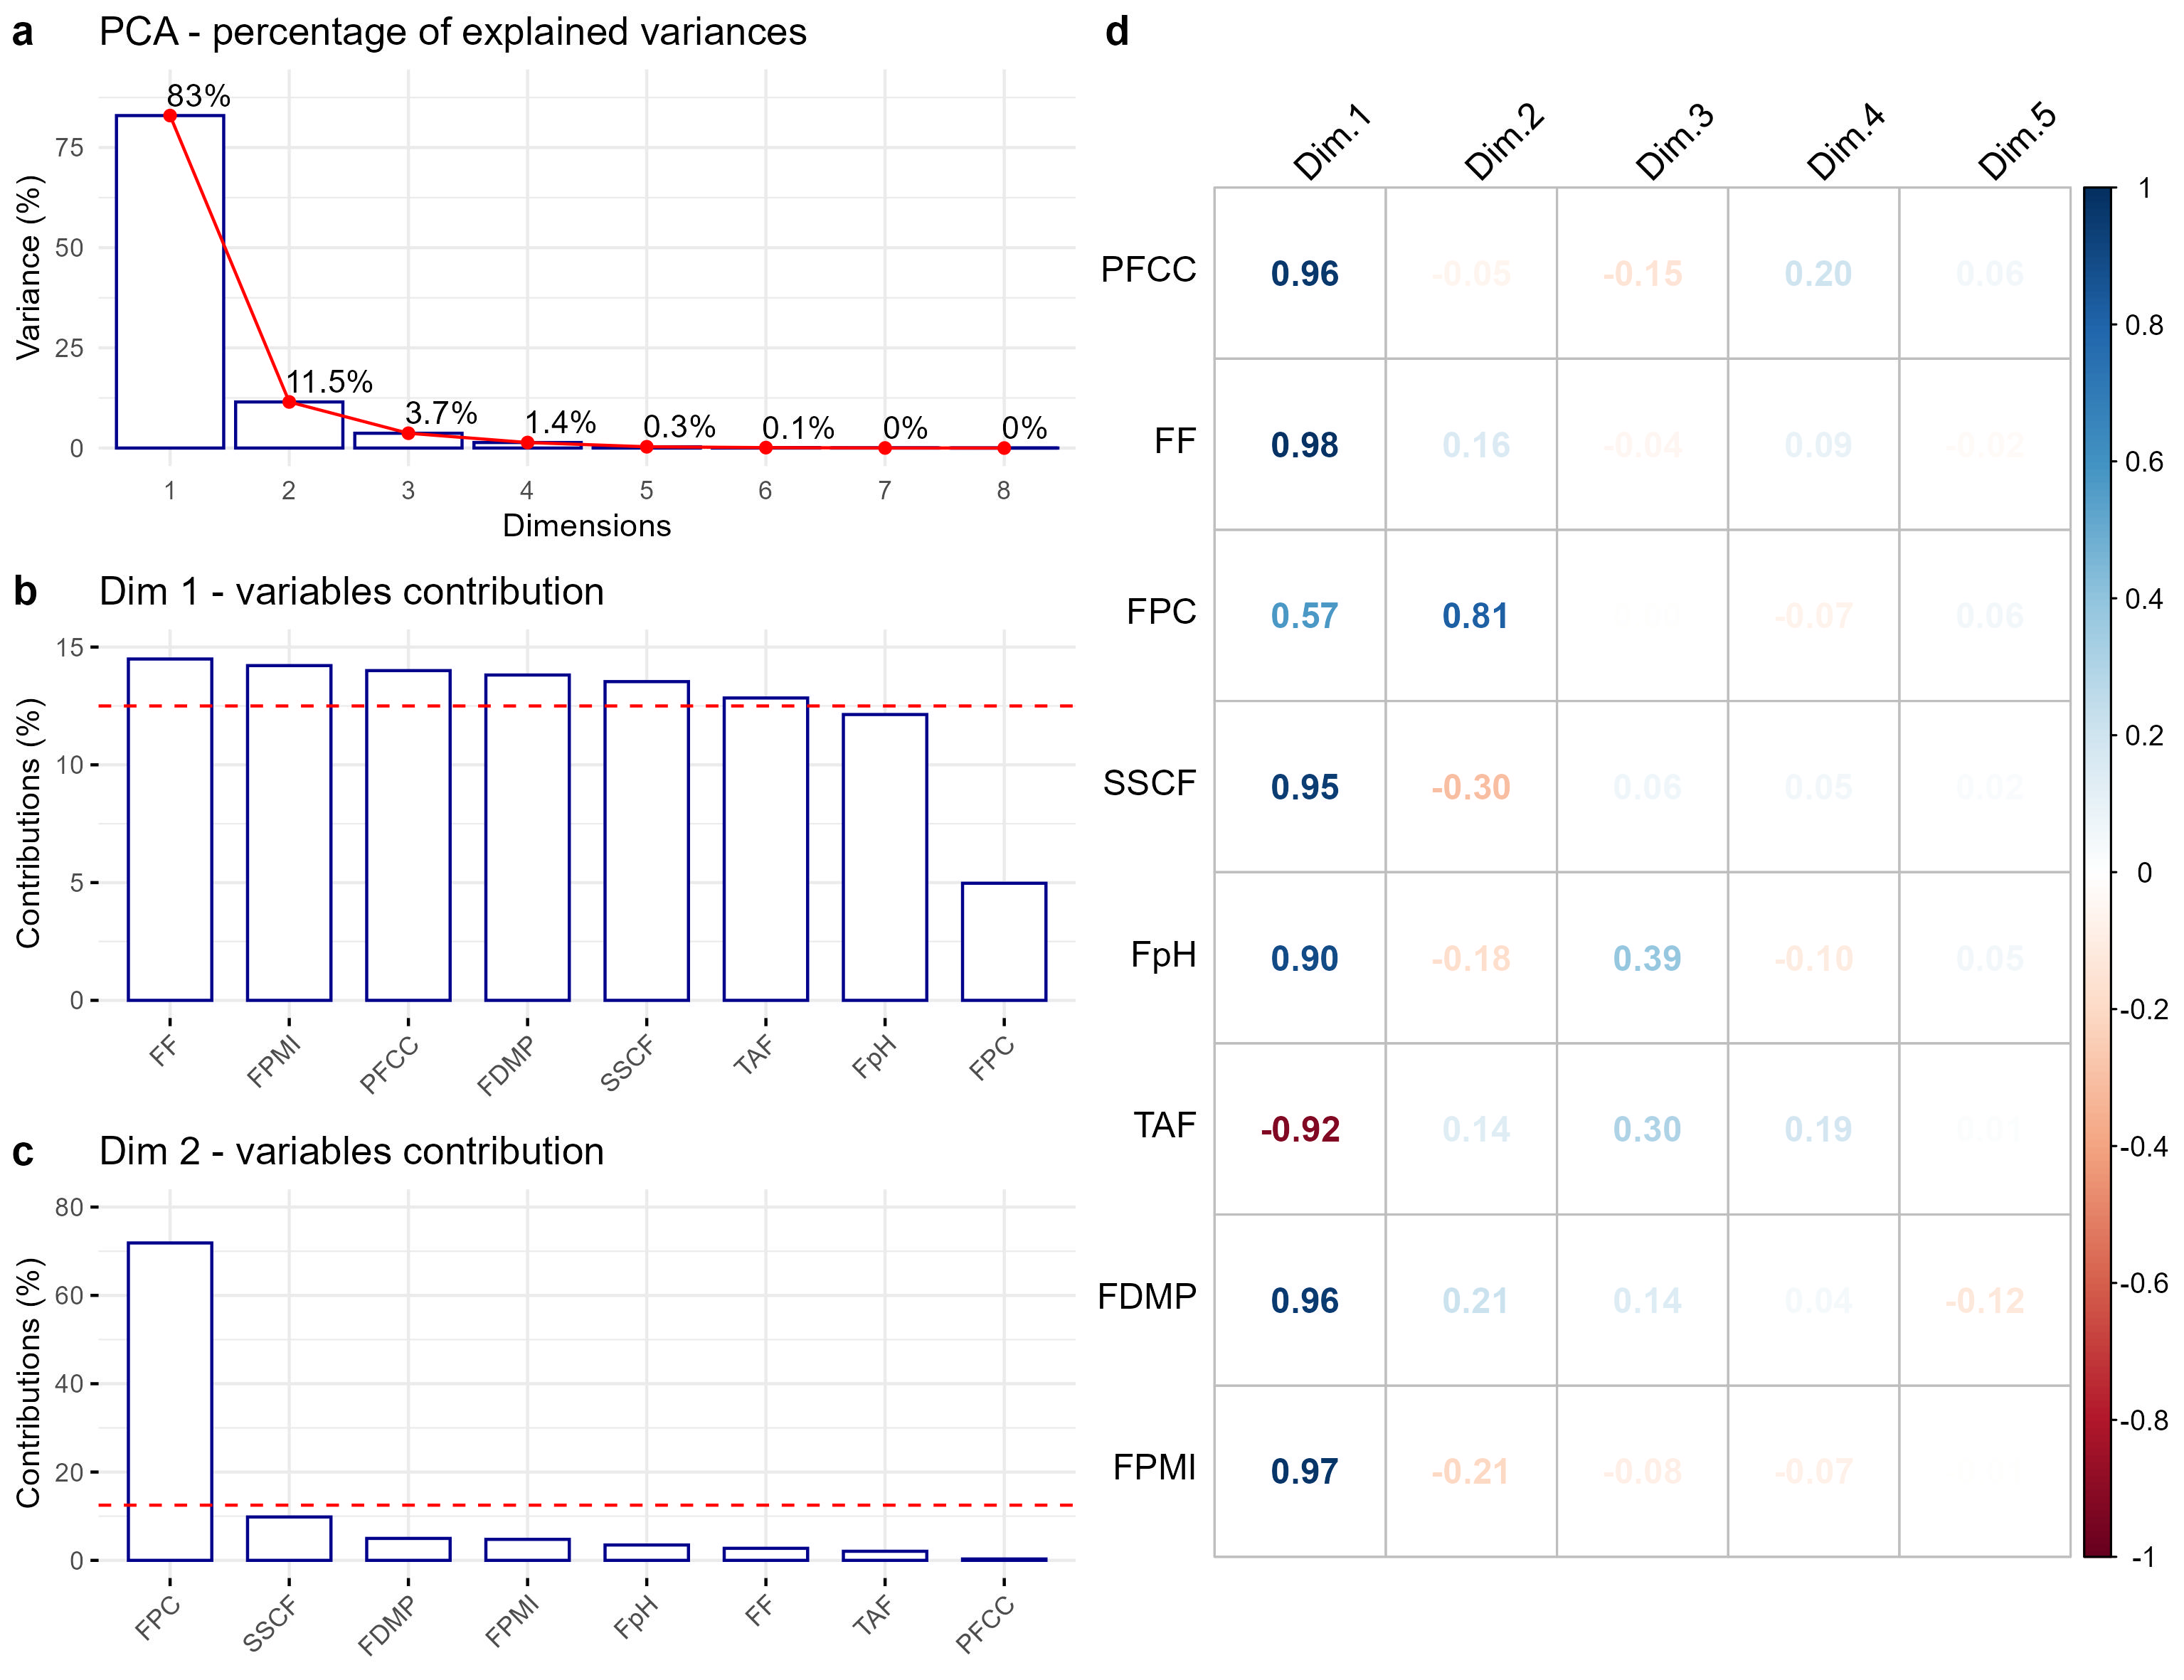 a PCA - percentage of explained variances
Variance (%)
75
50
25
0
83%
11.5%
3.7%
1.4%
0.3%
0.1%
0%
0%
1 2 3 4 5 6 7 8
Dimensions
b Dim 1 - variables contribution
Contributions (%)
15
10
5
0
FF FPMI PFCC FDMP SSCF TAF FpH FPC
c Dim 2 - variables contribution
Contributions (%)
80
60
40
20
0
FPC SSCF FDMP FPMI FpH FF TAF PFCC
d
Dim.1 Dim.2 Dim.3 Dim.4 Dim.5
PFCC 0.96 -0.05 -0.15 0.20 0.06
FF 0.98 0.16 -0.04 0.09 -0.02
FPC 0.57 0.81 -0.07 0.06
SSCF 0.95 -0.30 0.06 0.05 0.02
FpH 0.90 -0.18 0.39 -0.10 0.05
TAF -0.92 0.14 0.30 0.19
FDMP 0.96 0.21 0.14 0.04 -0.12
FPMI 0.97 -0.21 -0.08 -0.07
1
0.8
0.6
0.4
0.2
0
-0.2
-0.4
-0.6
-0.8
-1